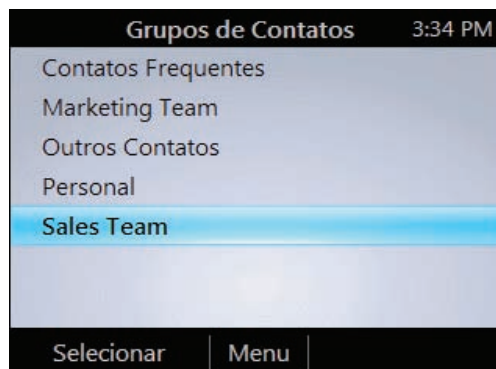 Grupos de Contatos 3:34 PM
Contatos Frequentes
Marketing Team
Outros Contatos
Personal
Sales Team
Selecionar Menu